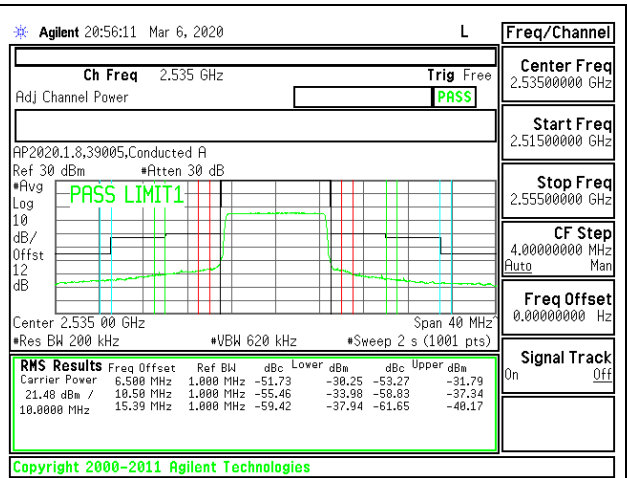 Agilent 20:56:11 Mar 6, 2020 L
Freq/Channel
Ch Freq 2.535 GHz Trig Free
Adj Channel Power PASS
Center Freq
2.53500000 GHz
Start Freq
2.51500000 GHz
Stop Freq
2.55500000 GHz
CF Step
4.00000000 MHz
Auto Man
Freq Offset
0.00000000 Hz
Signal Track
On Off
AP2020.1.8,39005,Conducted A
Ref 30 dBm #Atten 30 dB
#Avg
Log
10
dB/
Offst
12
dB
PASS LIMIT1
Center 2.535 00 GHz Span 40 MHz^
#Res BW 200 kHz #VBW 620 kHz #Sweep 2 s (1001 pts)
RMS Results Freq Offset Ref BW dBc Lower dBm dBc Upper dBm
Carrier Power 6.500 MHz 1.000 MHz -51.73 -30.25 -53.27 -31.79
21.48 dBm / 10.50 MHz 1.000 MHz -55.46 -33.98 -58.83 -37.34
10.0000 MHz 15.39 MHz 1.000 MHz -59.42 -37.94 -61.65 -40.17
Copyright 2000-2011 Agilent Technologies